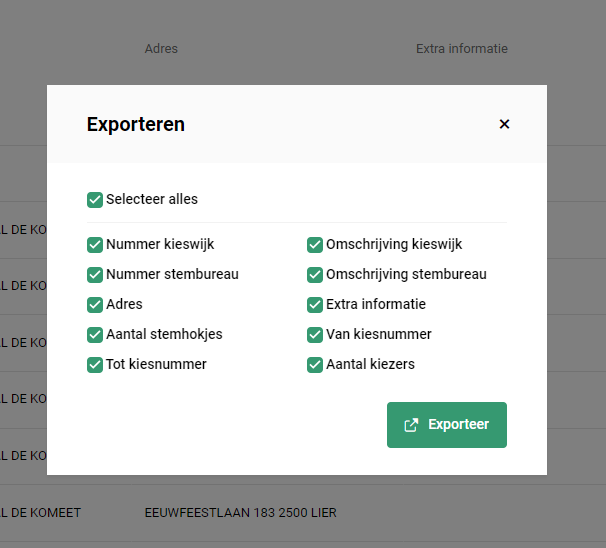 Adres Extra informatie
Exporteren
Selecteer alles
Nummer kieswijk Omschrijving kieswijk
Nummer stembureau Omschrijving stembureau
Adres Extra informatie
Aantal stemhokjes Van kiesnummer
Tot kiesnummer Aantal kiezers
Exporteer
L DE KO
L DE KO
L DE KO
L DE KO
L DE KO
L DE KOMEET EEUWFEESTLAAN 183 2500 LIER